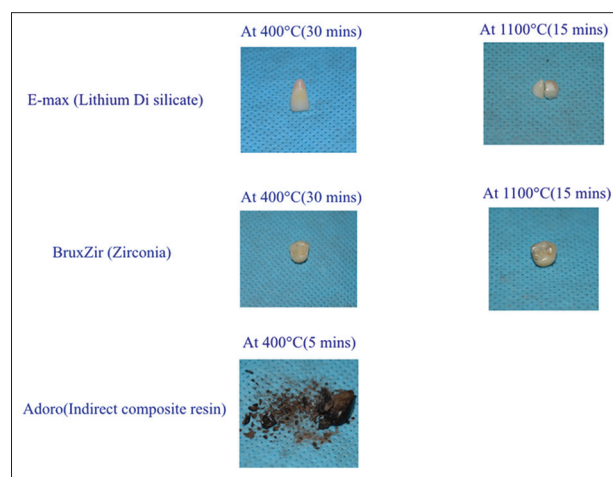 At 400°C(30 mins)
At 1100°C(15 mins)
E-max (Lithium Di silicate)
At 400°C(30 mins)
At 1100°C(15 mins)
BruxZir (Zirconia)
At 400°C(5 mins)
Adoro(Indirect composite resin)